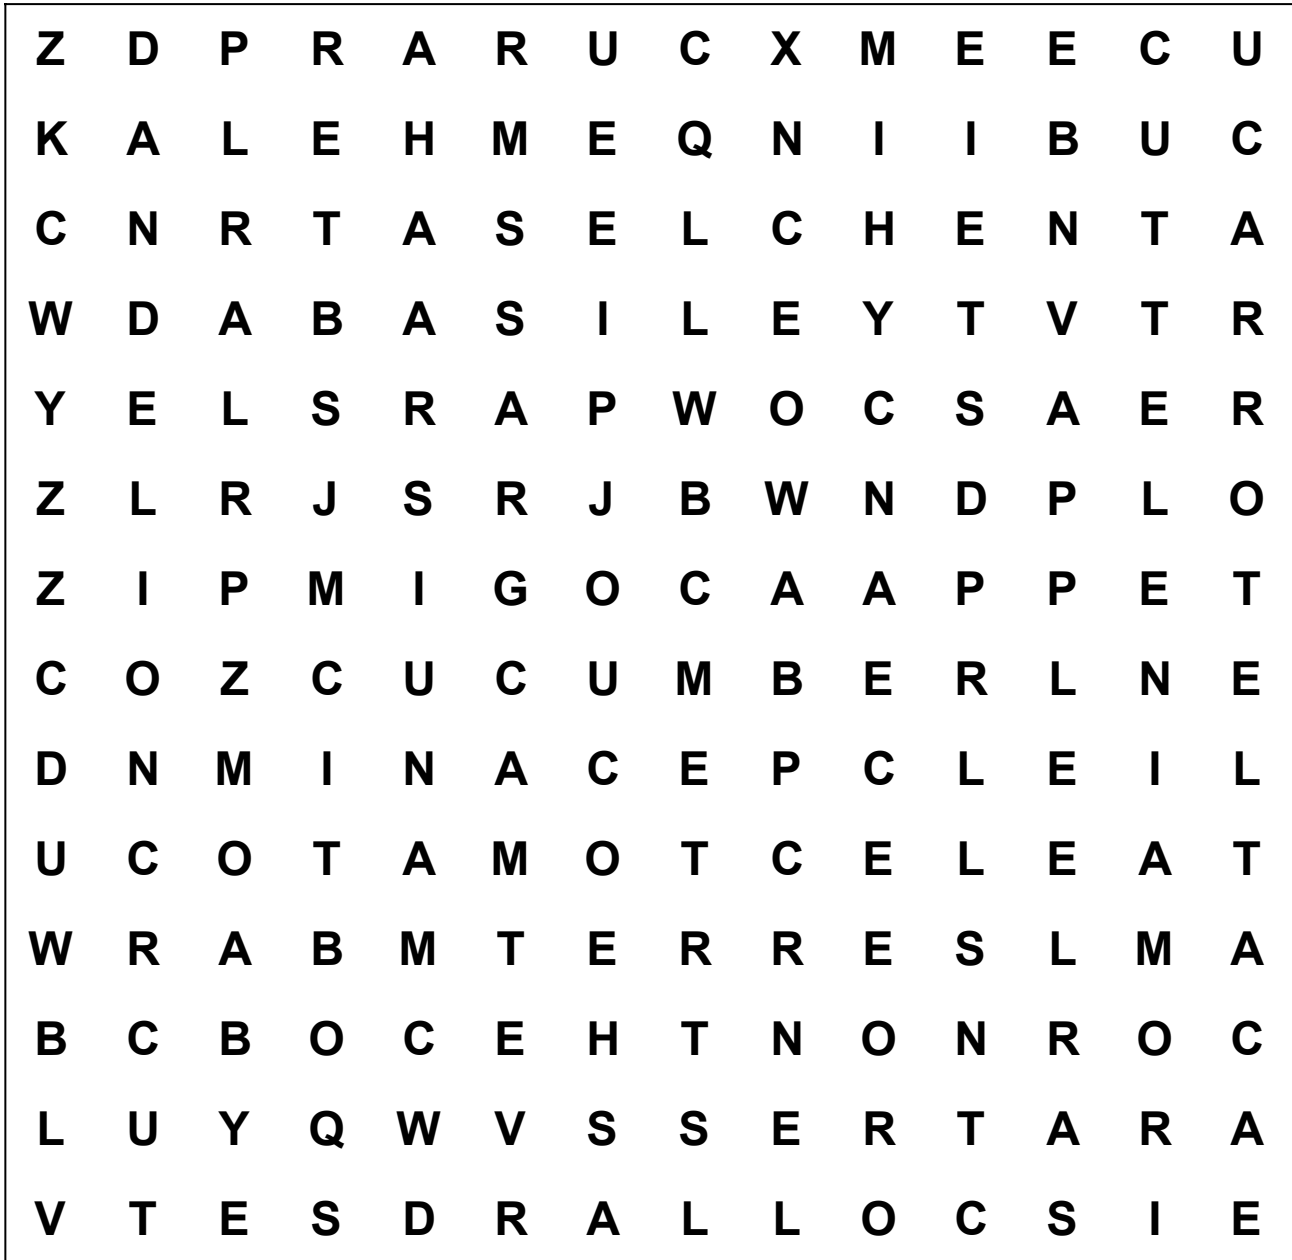 Z D P R A R U C X M E E C U
K A L E H M E Q N I I B U C
C N R T A S E L C H E N T A
W D A B A S I L E Y T V T R
Y E L S R A P W O C S A E R
Z L R J S R J B W N D P L O
Z I P M I G O C A A P P E T
C O Z C U C U M B E R L N E
D N M I N A C E P C L E I L
U C O T A M O T C E L E A T
W R A B M T E R R E S L M A
B C B O C E H T N O N R O C
L U Y Q W V S S E R T A R A
V T E S D R A L L O C S I E